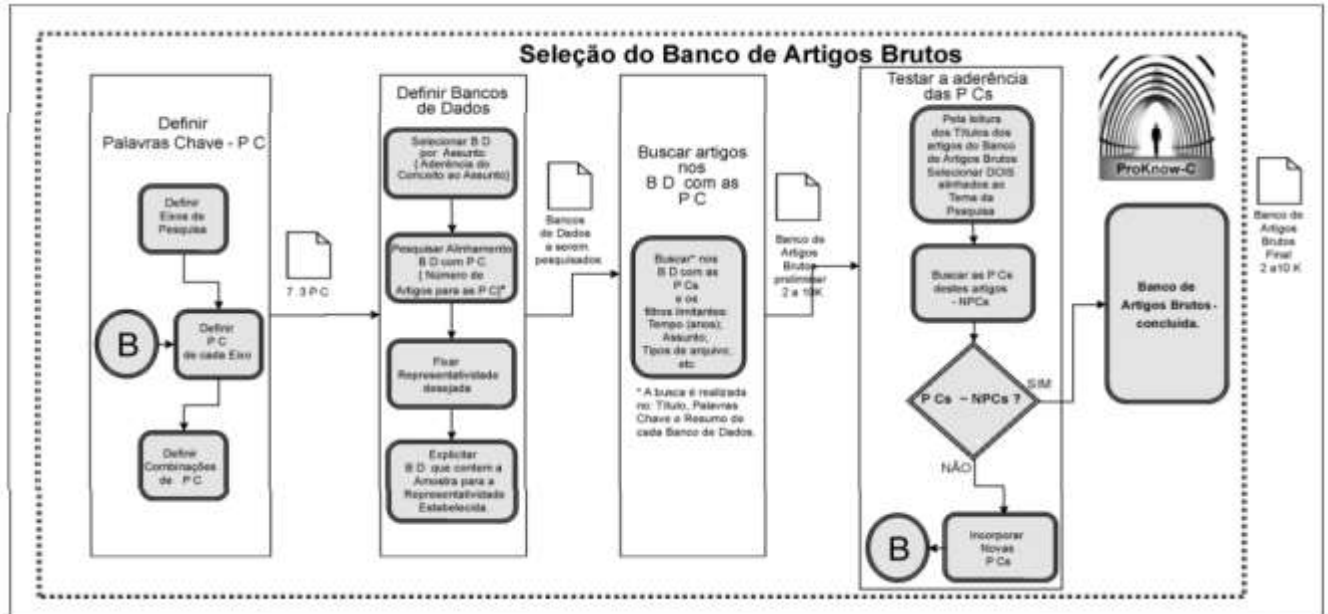 Seleção do Banco de Artigos Brutos
Definir
Palavras Chave - P C
Definir
Eixos de
Pesquisa
B
Definir
P C
de cada Eixo
Definir
Combinações
de P C
7.3 P C
Definir Bancos
de Dados
Selecionar B D
por Assunto
( Aderência do
Conceito ao Assunto)
Pesquisar Alinhamento
B D com P C
( Número de
Artigos para as P C)*
Fixar
Representatividade
desejada
Explicitar
B D que contem a
Amostra para a
Representatividade
Estabelecida.
Bancos
de Dados
a serem
pesquisados
Buscar artigos
nos
B D com as
P C
Buscar* nos
B D com as
P Cs
e os
filtros limitantes:
Tempo (anos);
Assunto;
Tipos de arquivo;
etc
* A busca é realizada
no: Título, Palavras
Chave e Resumo de
cada Banco de Dados.
Banco de
Artigos
Brutos
preliminar
2 a 10K
Testar a aderência
das P Cs
Pela leitura
dos Títulos dos
artigos do Banco
de Artigos Brutos
Selecionar DOIS
alinhados ao
Tema da
Pesquisa
Buscar as P Cs
destes artigos
- NPCs
P Cs ~ NPCs ?
SIM
NÃO
Incorporar
Novas
P Cs
B
ProKnow-C
Banco de
Artigos Brutos-
concluída.
Banco de
Artigos
Brutos
Final
2 a10 K